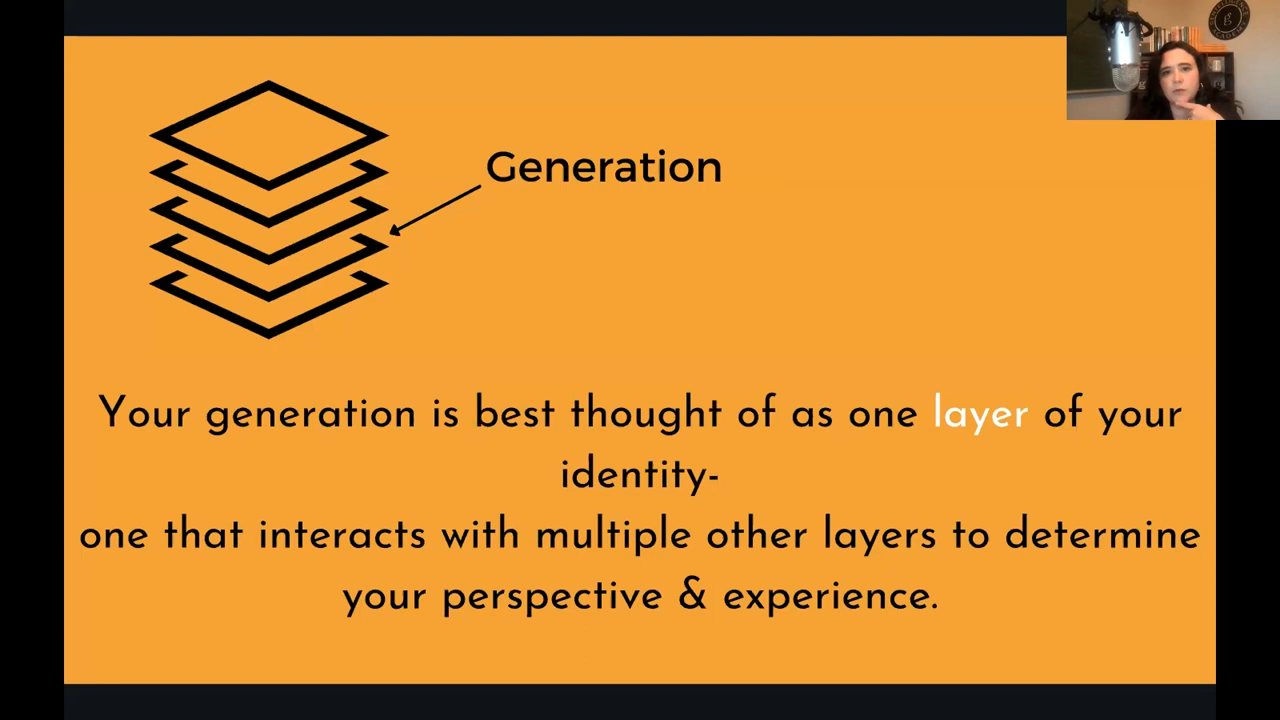 Generation
Your generation is best thought of as one layer of your
identity-
one that interacts with multiple other layers to determine
your perspective & experience.